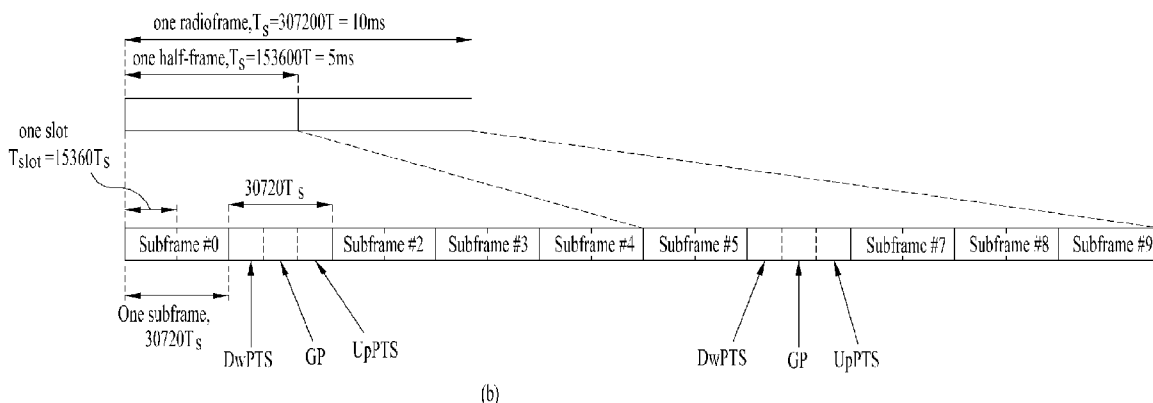 one radioframe,Ts=307200T = 10ms
one half-frame,Ts=153600T = 5ms
one slot
Tslot =15360Ts
30720Ts
Subframe #0
Subframe #2
Subframe #3
Subframe #4
Subframe #5
Subframe #7
Subframe #8
Subframe #9
One subframe,
30720Ts
DwPTS
GP
UpPTS
DwPTS
GP
UpPTS
(b)